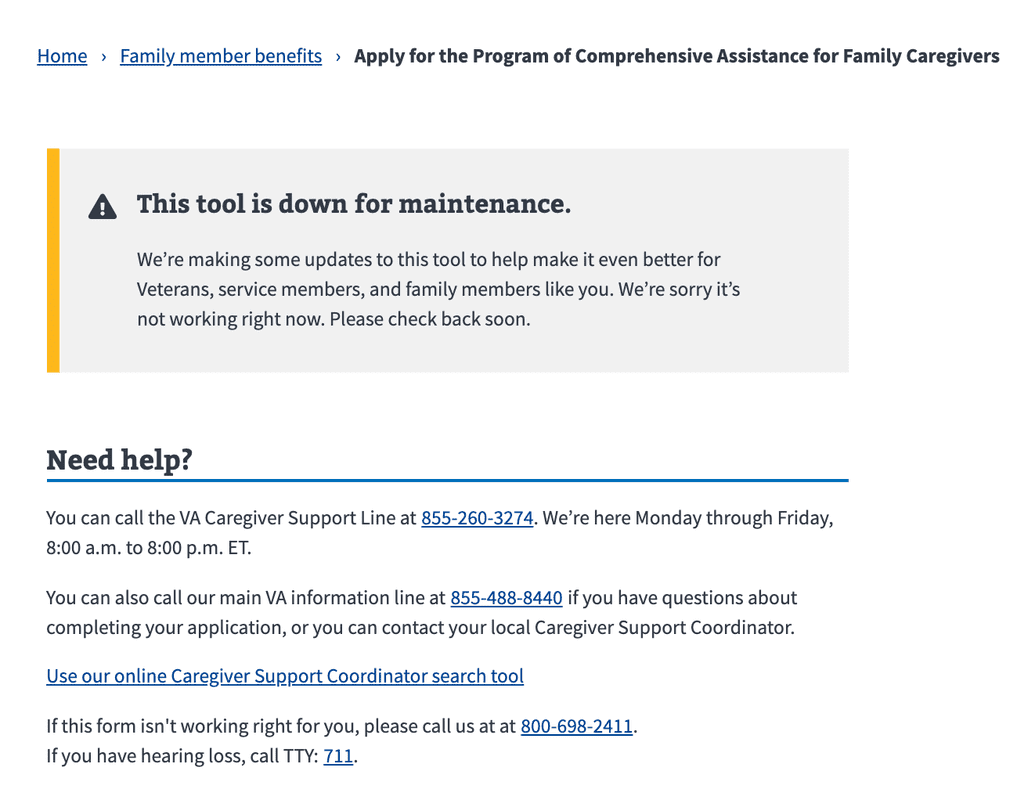 Home › Family member benefits › Apply for the Program of Comprehensive Assistance for Family Caregivers
This tool is down for maintenance.
We’re making some updates to this tool to help make it even better for
Veterans, service members, and family members like you. We’re sorry it’s
not working right now. Please check back soon.
Need help?
You can call the VA Caregiver Support Line at 855-260-3274. We’re here Monday through Friday,
8:00 a.m. to 8:00 p.m. ET.
You can also call our main VA information line at 855-488-8440 if you have questions about
completing your application, or you can contact your local Caregiver Support Coordinator.
Use our online Caregiver Support Coordinator search tool
If this form isn't working right for you, please call us at at 800-698-2411.
If you have hearing loss, call TTY: 711.